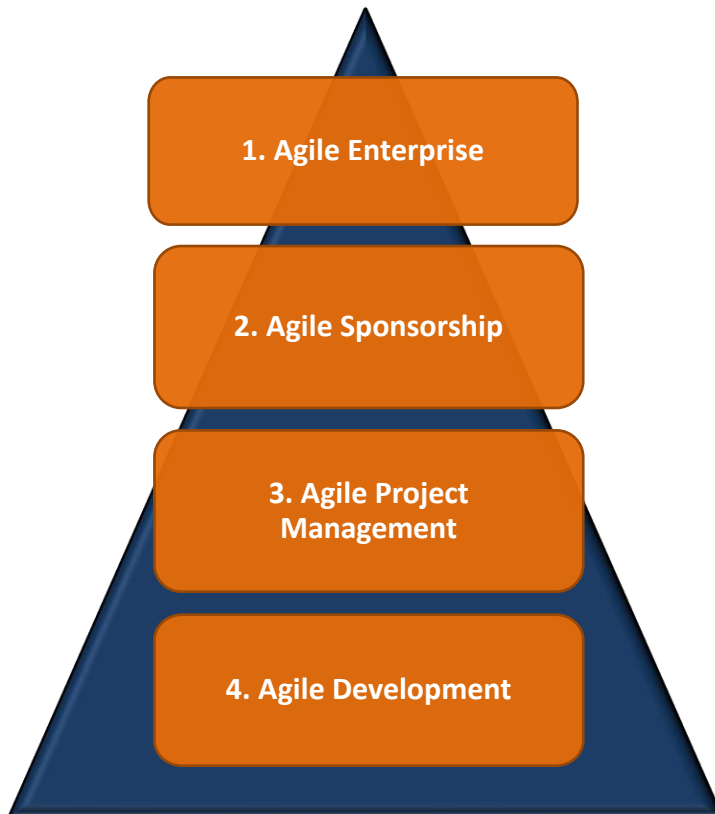 1. Agile Enterprise
2. Agile Sponsorship
3. Agile Project
Management
4. Agile Development